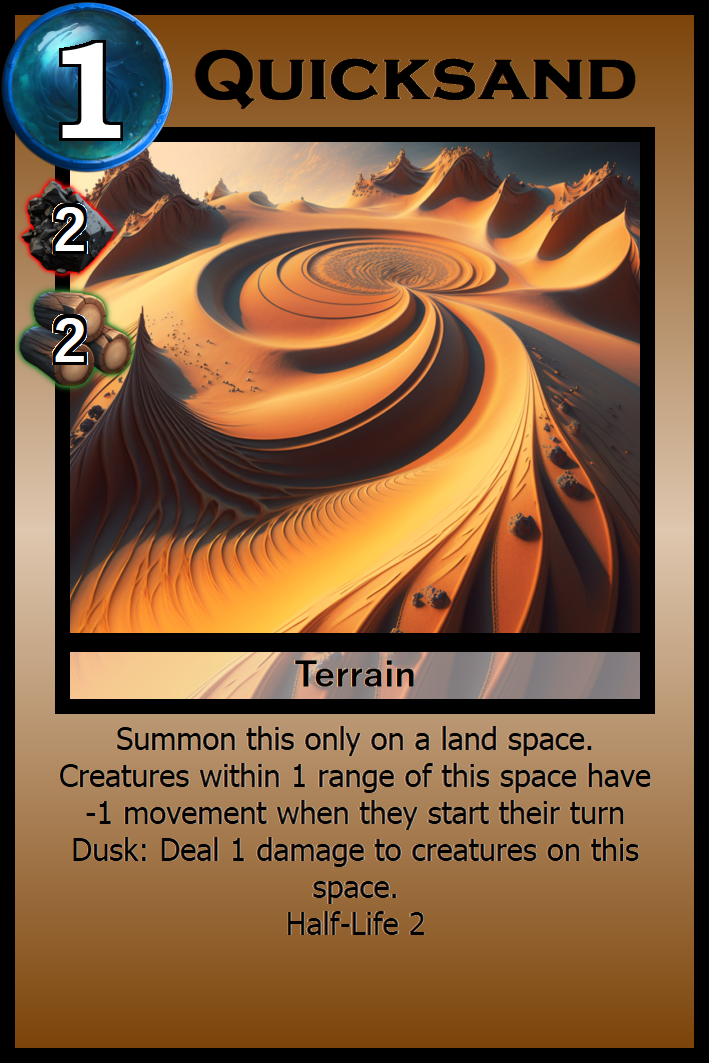 1
Quicksand
2
2
Terrain
Summon this only on a land space.
Creatures within 1 range of this space have
-1 movement when they start their turn
Dusk: Deal 1 damage to creatures on this
space.
Half-Life 2